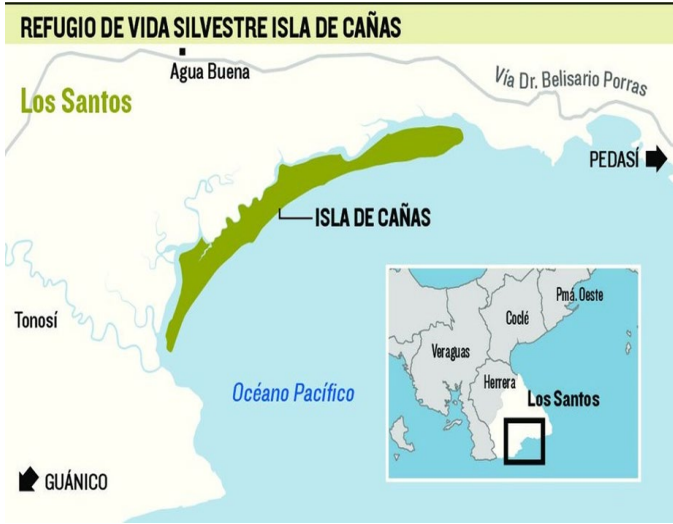 REFUGIO DE VIDA SILVESTRE ISLA DE CAÑAS
Agua Buena
Vía Dr. Belisario Porras
Los Santos
PEDASÍ
ISLA DE CAÑAS
Tonosí
Océano Pacífico
GUÁNICO
Pmá. Oeste
Coclé
Veraguas
Herrera
Los Santos